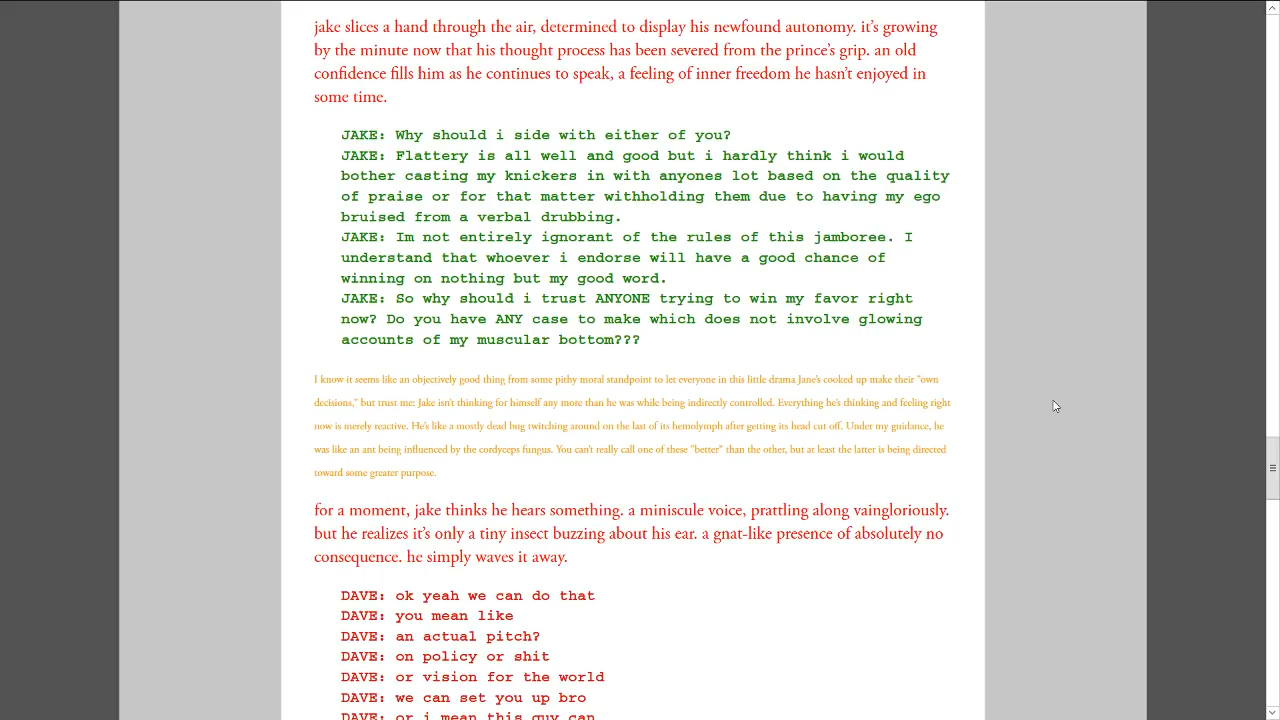 jake slices a hand through the air, determined to display his newfound autonomy. it’s growing
by the minute now that his thought process has been severed from the prince’s grip. an old
confidence fills him as he continues to speak, a feeling of inner freedom he hasn’t enjoyed in
some time.
JAKE: Why should i side with either of you?
JAKE: Flattery is all well and good but i hardly think i would
bother casting my knickers in with anyones lot based on the quality
of praise or for that matter withholding them due to having my ego
bruised from a verbal drubbing.
JAKE: Im not entirely ignorant of the rules of this jamboree. I
understand that whoever i endorse will have a good chance of
winning on nothing but my good word.
JAKE: So why should i trust ANYONE trying to win my favor right
now? Do you have ANY case to make which does not involve glowing
accounts of my muscular bottom???
I know it seems like an objectively good thing from some pithy moral standpoint to let everyone in this little drama Jane’s cooked up make their “own
decisions,” but trust me: Jake isn’t thinking for himself any more than he was while being indirectly controlled. Everything he’s thinking and feeling right
now is merely reactive. He’s like a mostly dead bug twitching around on the last of its hemolymph after getting its head cut off. Under my guidance, he
was like an ant being influenced by the cordyceps fungus. You can’t really call one of these “better” than the other, but at least the latter is being directed
toward some greater purpose.
for a moment, jake thinks he hears something. a miniscule voice, prattling along vaingloriously.
but he realizes it’s only a tiny insect buzzing about his ear. a gnat-like presence of absolutely no
consequence. he simply waves it away.
DAVE: ok yeah we can do that
DAVE: you mean like
DAVE: an actual pitch?
DAVE: on policy or shit
DAVE: or vision for the world
DAVE: we can set you up bro
DAVE: or i mean this guy can